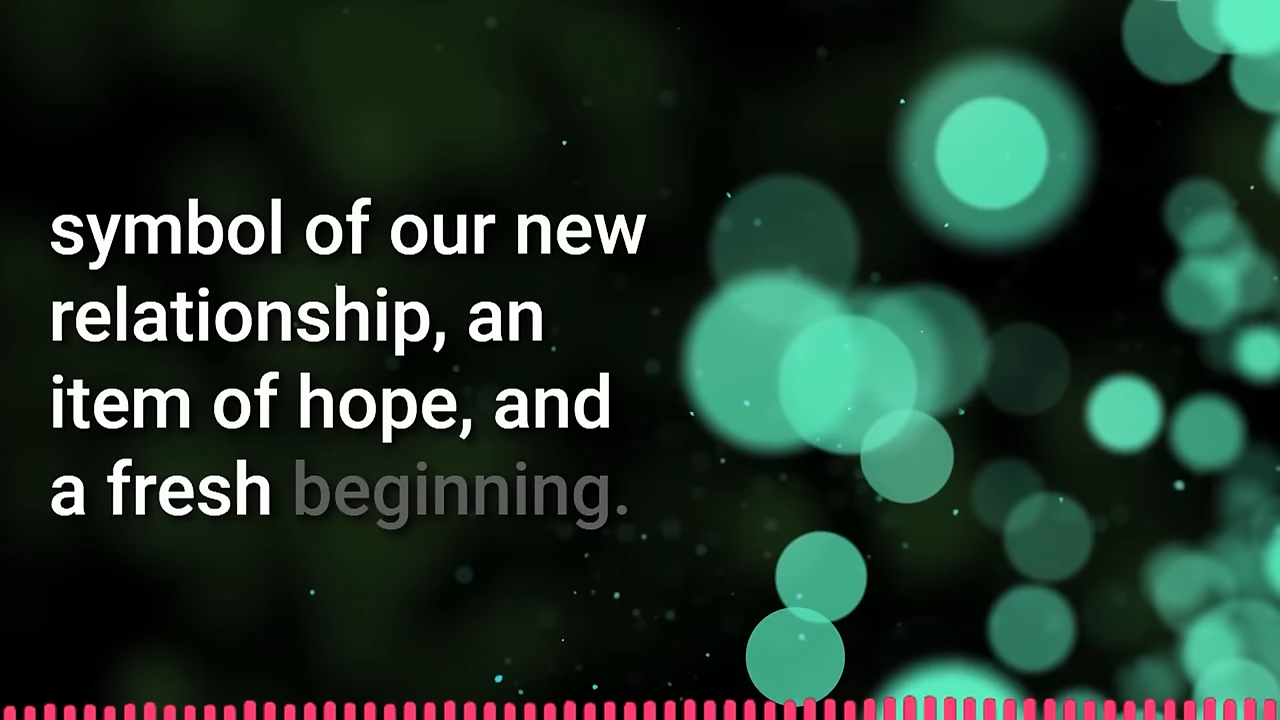 symbol of our new
relationship, an
item of hope, and
a fresh beginning.